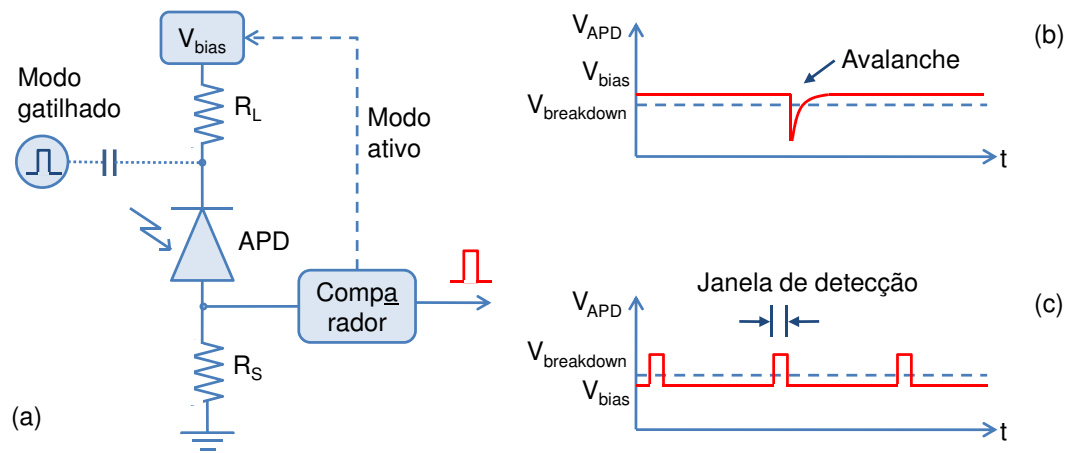 V_bias
Modo
gatilhado
R_L
Modo
ativo
APD
Compa
rador
R_S
(a)
V_APD
(b)
V_bias
Avalanche
V_breakdown
t
Janela de detecção
V_APD
(c)
V_breakdown
V_bias
t